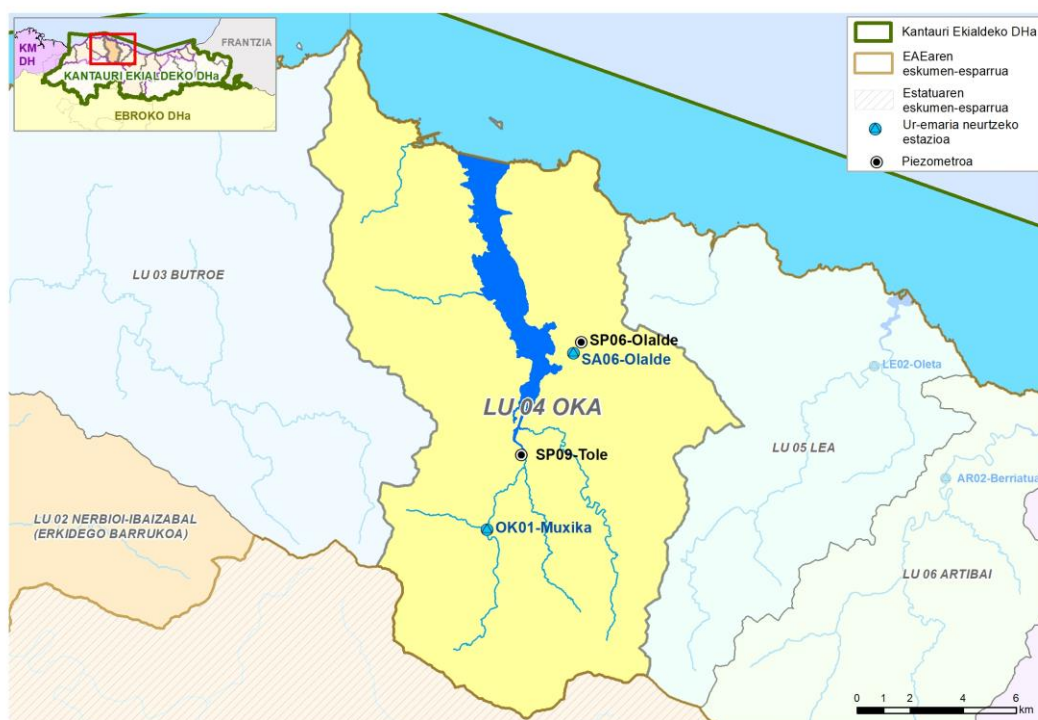 KM
DH
FRANTZIA
KANTAURI EKIALDEKO DHa
EBROKO DHa
Kantauri Ekialdeko DHa
EAEaren
eskumen-esparrua
Estatuaren
eskumen-esparrua
Ur-emaria neurtzeko
estazioa
Piezometroa
LU 03 BUTROE
SP06-Olalde
SA06-Olalde
LE02-Oleta
LU 04 OKA
LU 05 LEA
SP09-Tole
AR02-Berriatua
LU 02 NERBIOI-IBAIZABAL
(ERKIDEGO BARRUKOA)
OK01-Muxika
LU 06 ARTIBAI
0 1 2 4 6
km